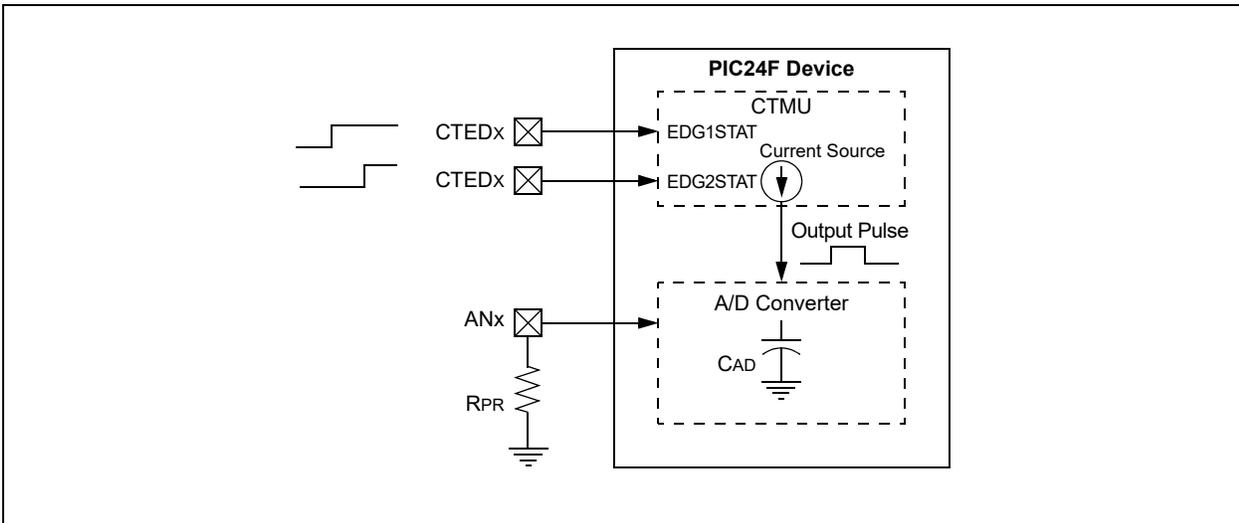 PIC24F Device
CTMU
CTEDX
EDG1STAT
Current Source
CTEDX
EDG2STAT
Output Pulse
A/D Converter
ANx
CAD
RPR